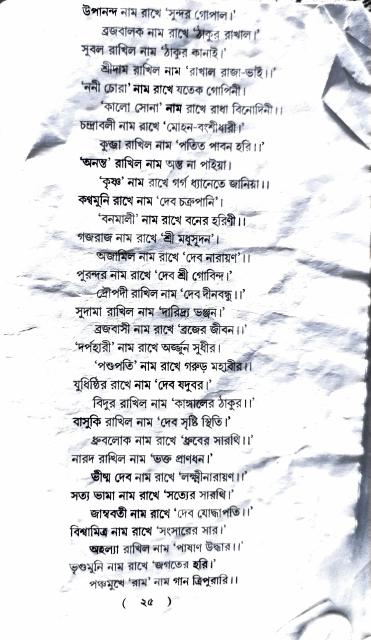 উপানন্দ নাম রাখে 'সুন্দর গোপাল।'
ব্রজবালক নাম রাখে 'ঠাকুর রাখাল।'
সুবল রাখিল নাম 'ঠাকুর কানাই।'
শ্রীদাম রাখিল নাম 'রাখাল রাজা-ভাই।।'
'ননী চোরা' নাম রাখে যতেক গোপিনী।
'কালো সোনা' নাম রাখে রাধা বিনোদিনী।।
চন্দ্রাবলী নাম রাখে 'মোহন-বংশীধারী।'
কুব্জা রাখিল নাম 'পতিত পাবন হরি।।'
'অনন্ত' রাখিল নাম অন্ত না পাইয়া।
'কৃষ্ণ' নাম রাখে গর্গ ধ্যানেতে জানিয়া।।
কণ্বমুনি রাখে নাম 'দেব চক্রপানি'।
'বনমালী' নাম রাখে বনের হরিণী।।
গজরাজ নাম রাখে 'শ্রী মধুসূদন'।
অজামিল নাম রাখে 'দেব নারায়ণ'।।
পুরন্দর নাম রাখে 'দেব শ্রী গোবিন্দ।'
দ্রৌপদী রাখিল নাম 'দেব দীনবন্ধু।।'
সুদামা রাখিল নাম 'দারিদ্র্য ভঞ্জন।'
ব্রজবাসী নাম রাখে 'ব্রজের জীবন।।'
'দর্পহারী' নাম রাখে অর্জ্জুন সুধীর।
'পশুপতি' নাম রাখে গরুড় মহাবীর।।
যুধিষ্ঠির রাখে নাম 'দেব যদুবর।'
বিদুর রাখিল নাম 'কাঙ্গালের ঠাকুর।।'
বাসুকি রাখিল নাম 'দেব সৃষ্টি স্থিতি।'
ধ্রুবলোক নাম রাখে 'ধ্রুবের সারথি।।'
নারদ রাখিল নাম 'ভক্ত প্রাণধন।'
ভীষ্ম দেব নাম রাখে 'লক্ষ্মীনারায়ণ।।'
সত্য ভামা নাম রাখে 'সত্যের সারথি।'
জাম্ববতী নাম রাখে 'দেব যোদ্ধাপতি।।'
বিশ্বামিত্র নাম রাখে 'সংসারের সার।'
অহল্যা রাখিল নাম 'পাষাণ উদ্ধার।।'
ভৃগুমুনি নাম রাখে 'জগতের হরি।'
পঞ্চমুখে 'রাম' নাম গান ত্রিপুরারি।।
( ২৫ )